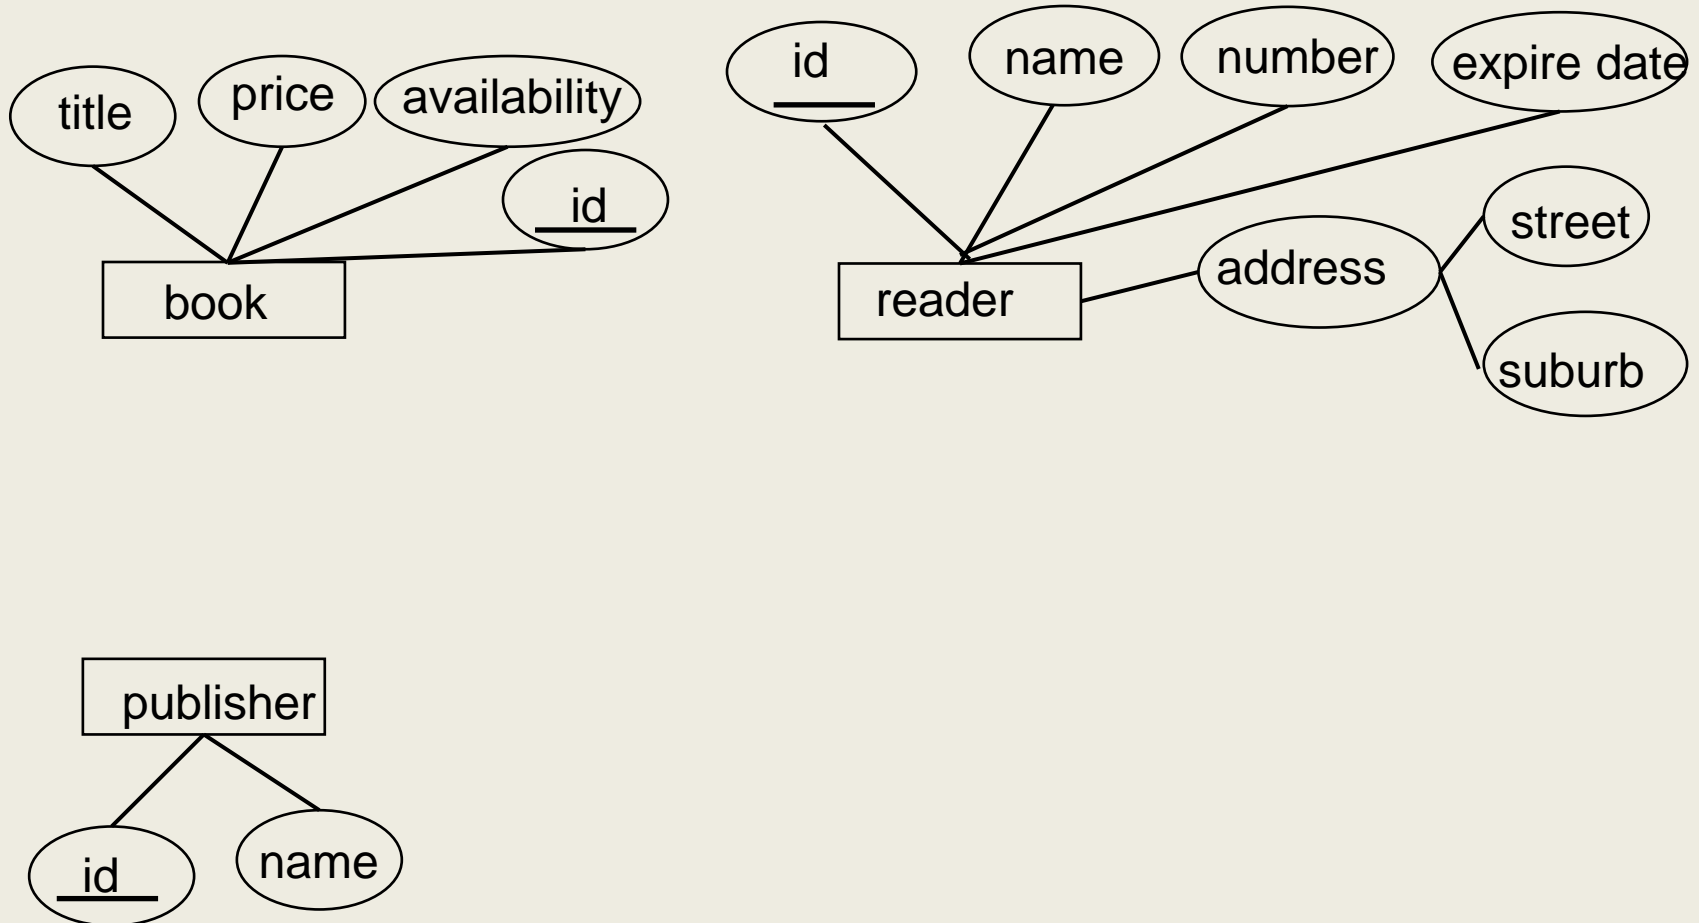 title
price
availability
id
book
id
name
number
expire date
reader
address
street
suburb
publisher
id
name